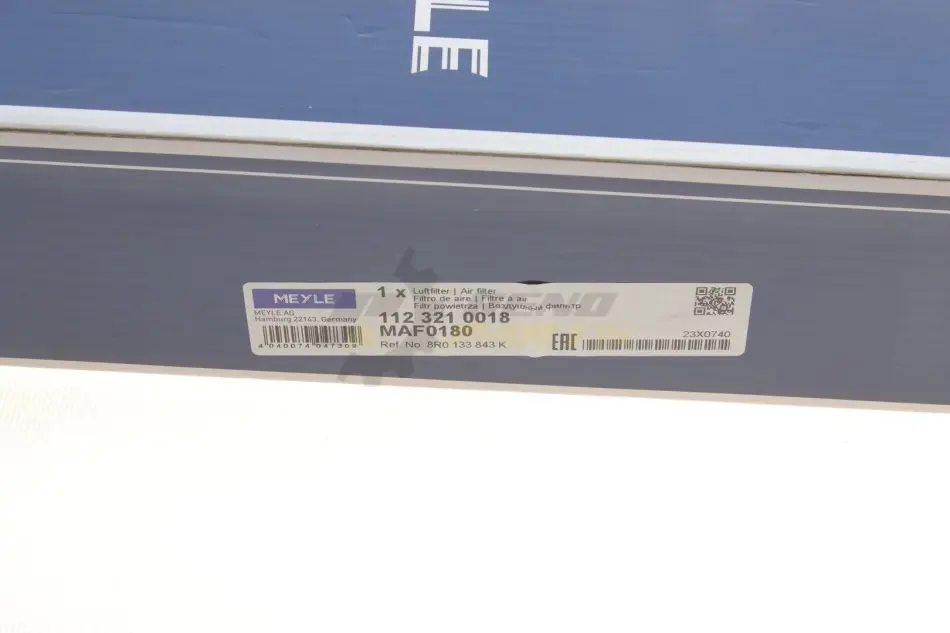 LE
MEYLE
MEYLE AG
Hamburg 22143, Germany
4 040074 047309
1 x Luftfilter | Air filter
Filtro de aire | Filtre à air
Filtr powietrza | Воздушный фильтр
112 321 0018
MAF0180
Ref. No. 8R0 133 843 K
EAC
23X0740